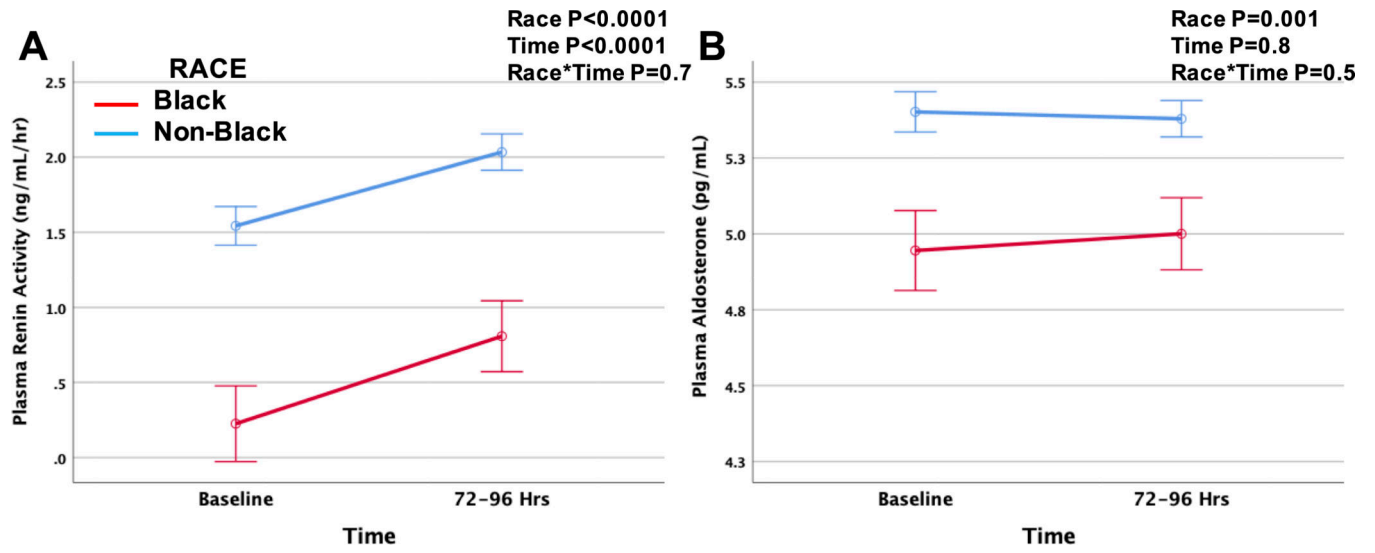 A
RACE
Black
Non-Black
Race P<0.0001
Time P<0.0001
Race*Time P=0.7
Plasma Renin Activity (ng/mL/hr)
2.5
2.0
1.5
1.0
.5
.0
Baseline
72-96 Hrs
Time
B
Race P=0.001
Time P=0.8
Race*Time P=0.5
Plasma Aldosterone (pg/mL)
5.5
5.3
5.0
4.8
4.5
4.3
Baseline
72-96 Hrs
Time